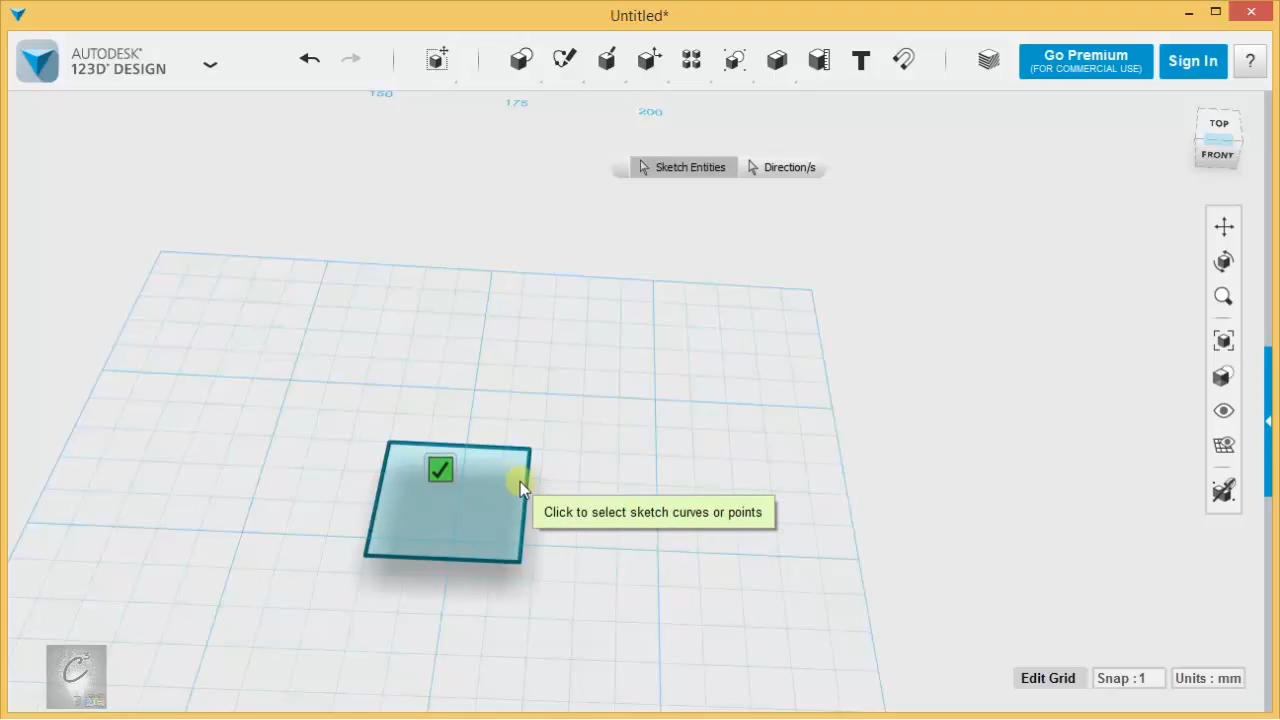 Untitled*
AUTODESK®
123D® DESIGN
Go Premium
(FOR COMMERCIAL USE)
Sign In
?
150
175
200
TOP
FRONT
Sketch Entities
Direction/s
Click to select sketch curves or points
Edit Grid
Snap : 1
Units : mm